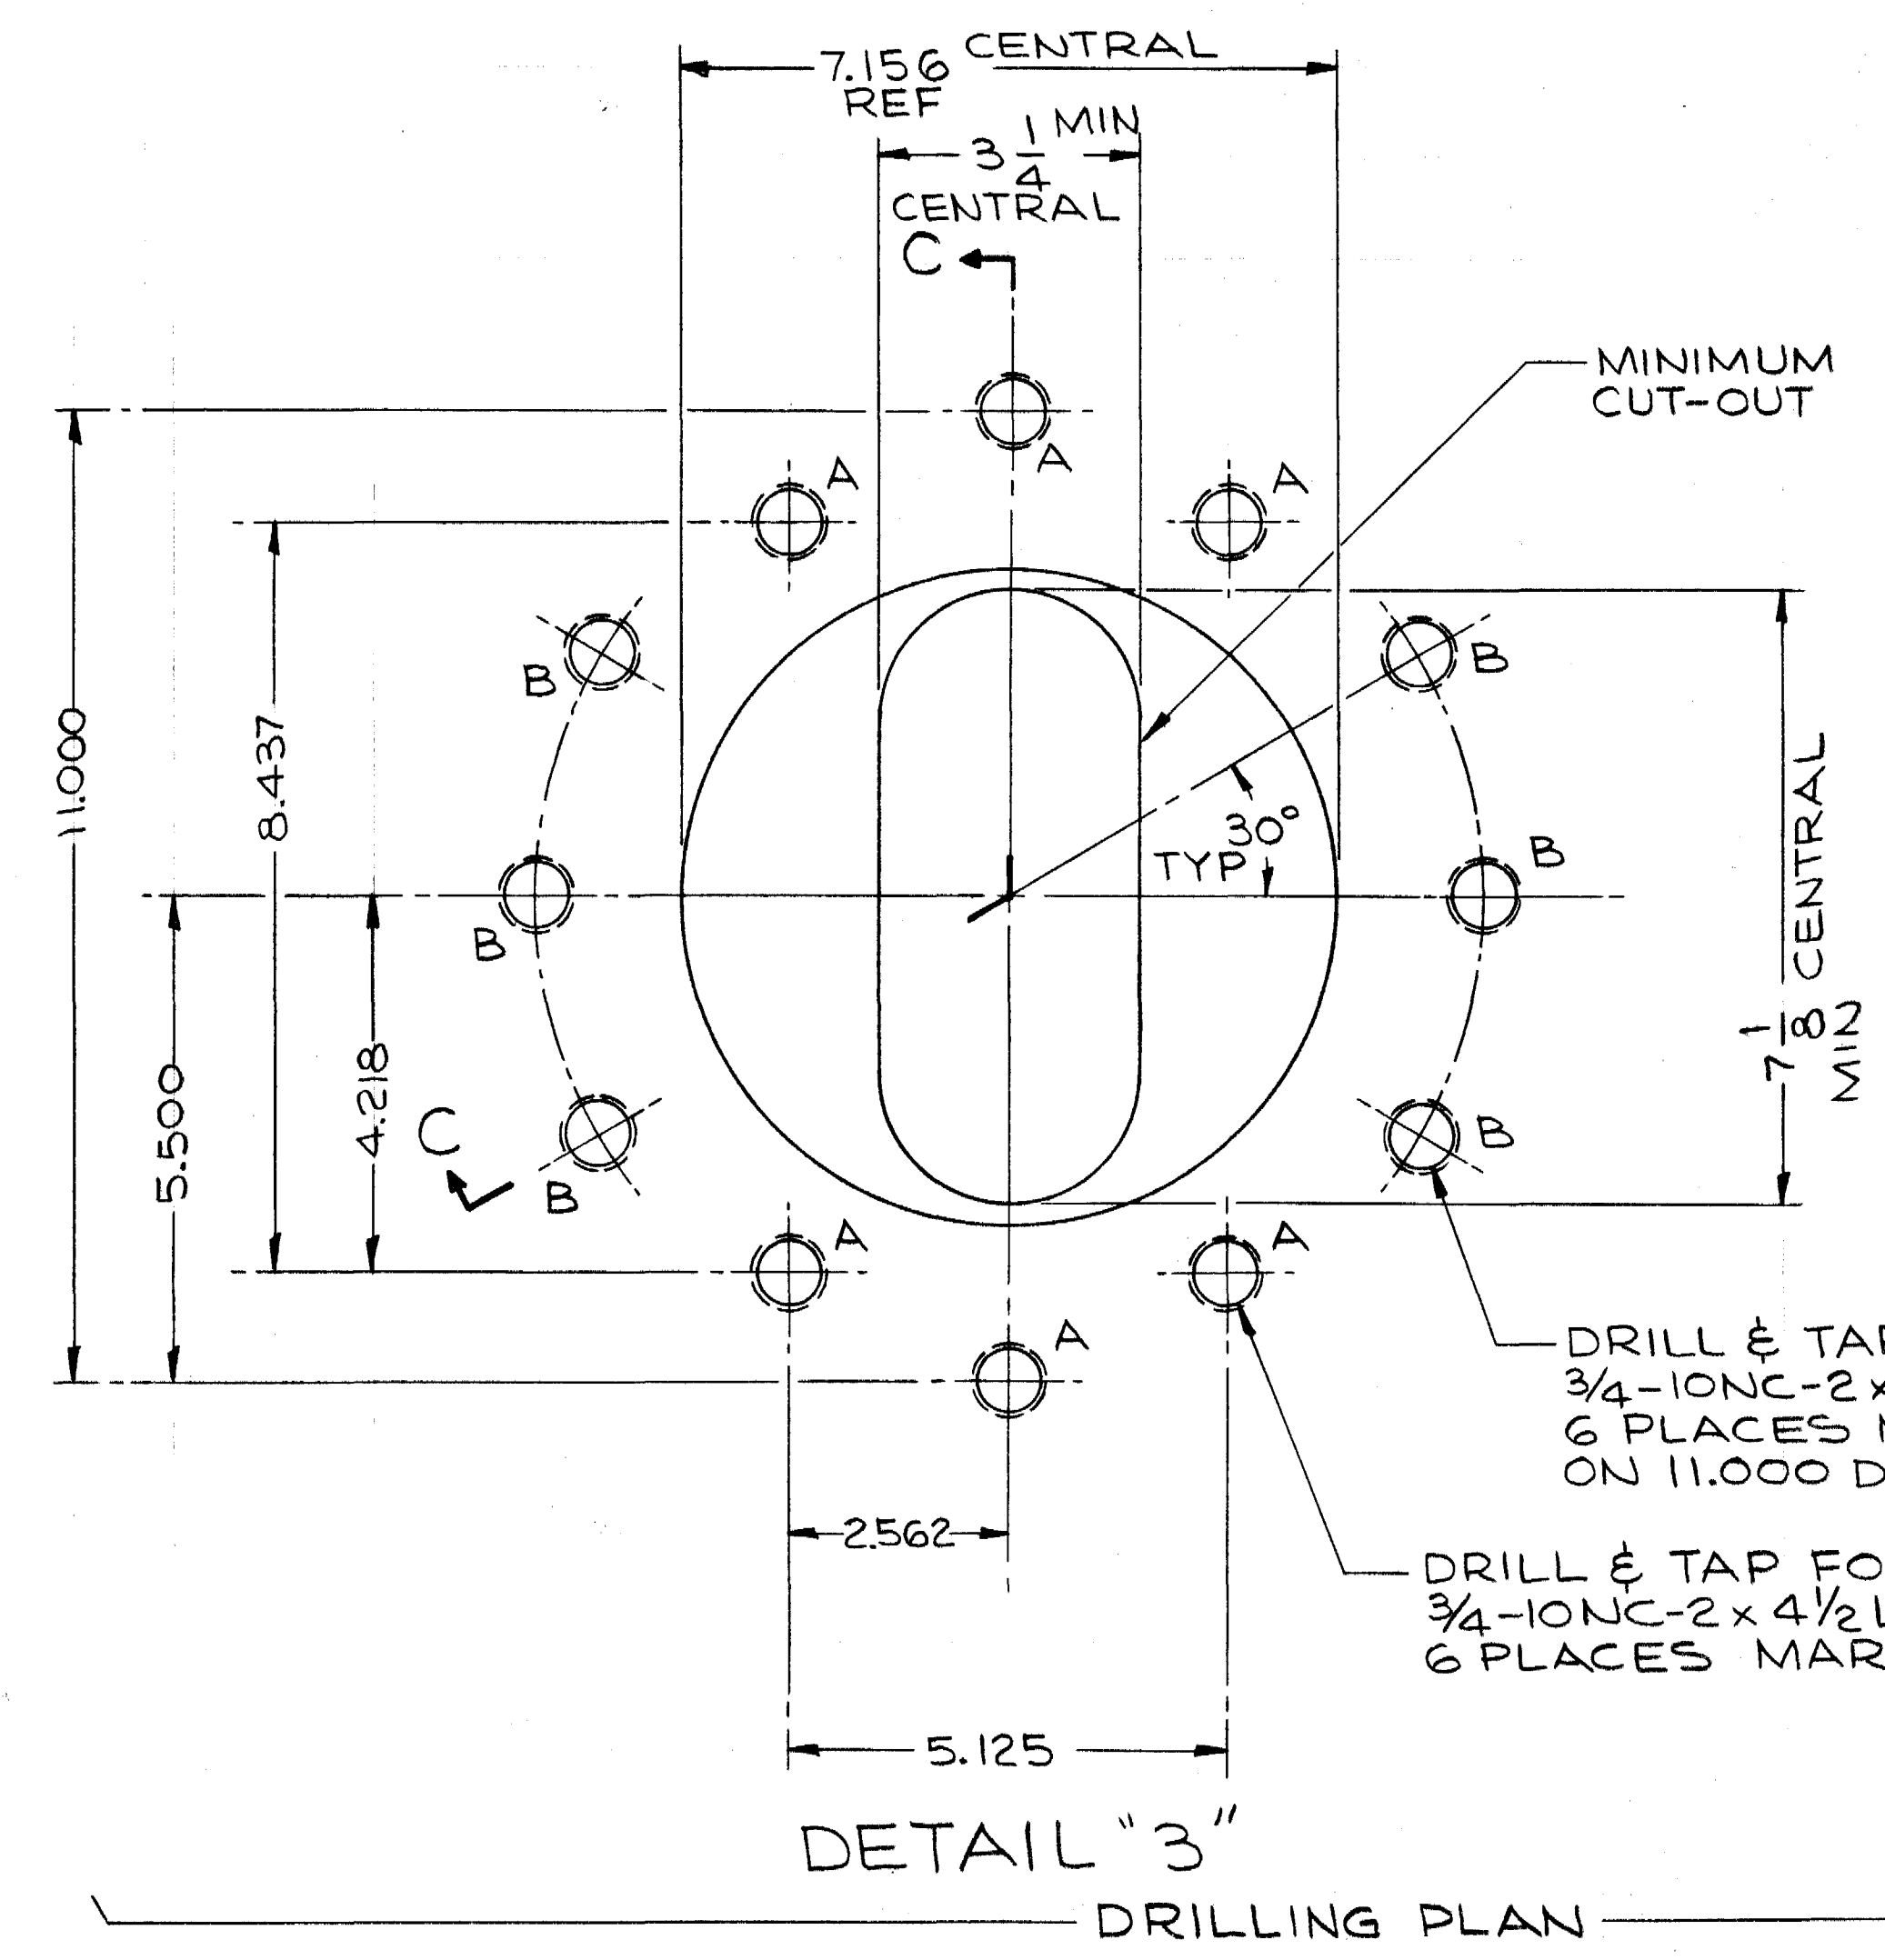 CENTRAL
7.156
REF
3 1/4 MIN
CENTRAL
C
MINIMUM
CUT-OUT
A
A
A
B
B
11.000
8.437
7 1/8 CENTRAL
MIN
30°
TYP
B
B
5.500
4.218
C
B
B
A
A
A
DRILL & TAP
3/4-10NC-2 x
6 PLACES
ON 11.000 D
2.562
DRILL & TAP FO
3/4-10NC-2 x 4 1/2 L
6 PLACES MAR
5.125
DETAIL "3"
DRILLING PLAN